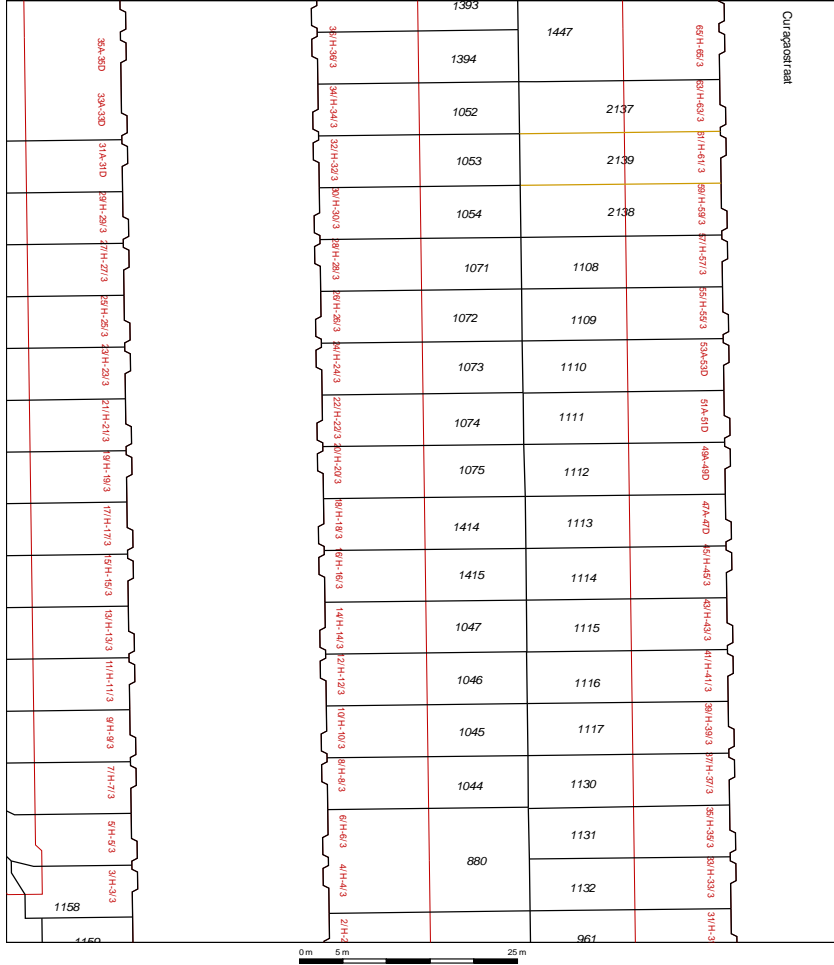 1393
1447
Curaçaostraat
36/H-36/3
65/H-65/3
35A-35D
1394
34/H-34/3
63/H-63/3
33A-33D
1052
2137
31A-31D
32/H-32/3
1053
2139
61/H-61/3
29/H-29/3
30/H-30/3
1054
2138
59/H-59/3
27/H-27/3
28/H-28/3
1071
1108
57/H-57/3
25/H-25/3
26/H-26/3
1072
1109
55/H-55/3
23/H-23/3
24/H-24/3
1073
1110
53A-53D
21/H-21/3
22/H-22/3
1074
1111
51A-51D
19/H-19/3
20/H-20/3
1075
1112
49A-49D
17/H-17/3
18/H-18/3
1414
1113
47A-47D
15/H-15/3
16/H-16/3
1415
1114
45/H-45/3
13/H-13/3
14/H-14/3
1047
1115
43/H-43/3
11/H-11/3
12/H-12/3
1046
1116
41/H-41/3
9/H-9/3
10/H-10/3
1045
1117
39/H-39/3
7/H-7/3
8/H-8/3
1044
1130
37/H-37/3
5/H-5/3
6/H-6/3
1131
35/H-35/3
3/H-3/3
4/H-4/3
880
1132
33/H-33/3
1158
1159
2/H-2
961
31/H-3
0 m 5 m 25 m